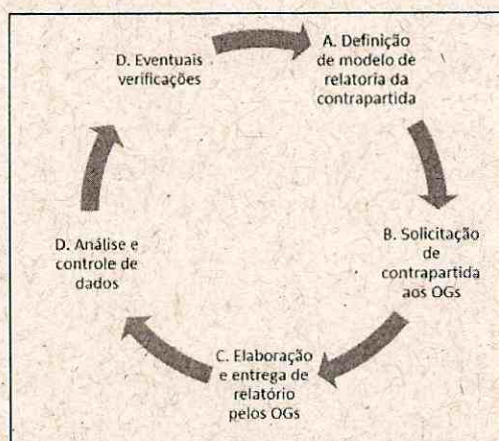 A. Definição
de modelo de
relatoria da
contrapartida
B. Solicitação
de
contrapartida
aos OGs
C. Elaboração
e entrega de
relatório
pelos OGs
D. Análise e
controle de
dados
D. Eventuais
verificações